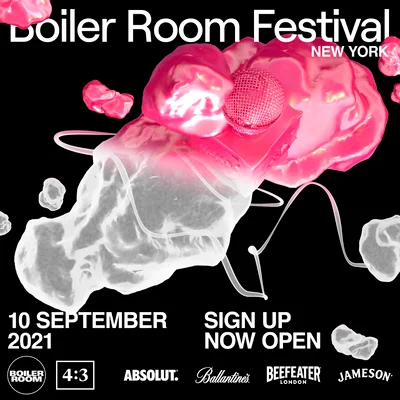 Boiler Room Festival
NEW YORK
10 SEPTEMBER
2021
SIGN UP
NOW OPEN
BOILER
ROOM
4:3
ABSOLUT.
Ballantine's
BEEFEATER
LONDON
JAMESON